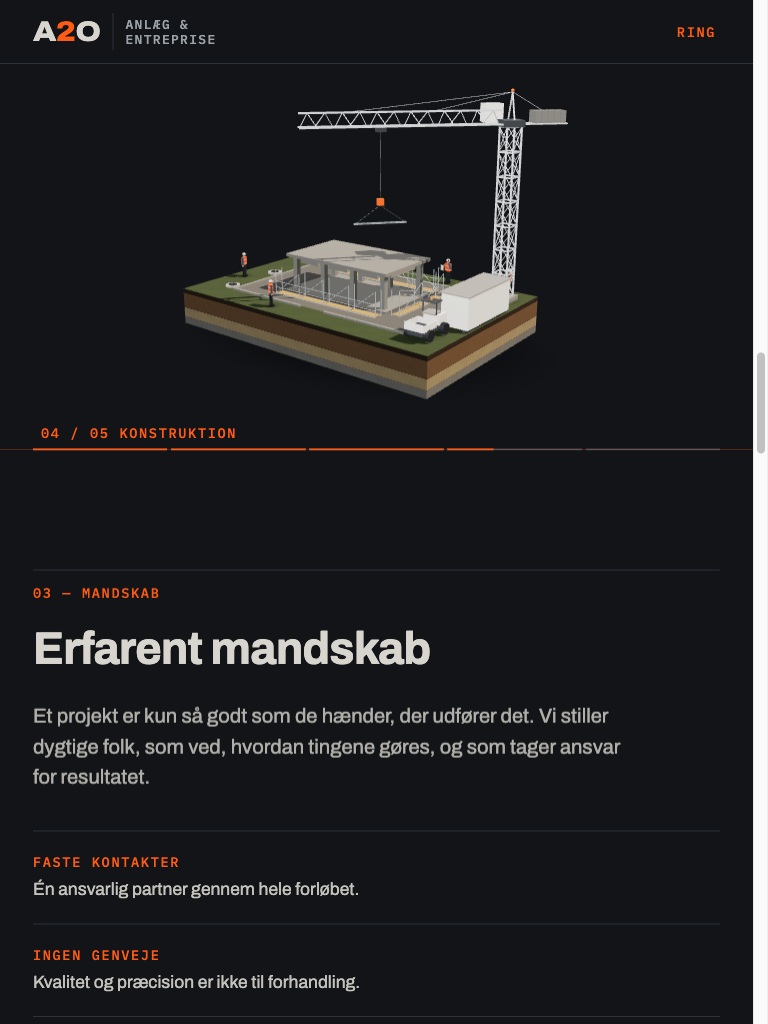 A2O
ANLÆG &
ENTREPRISE
RING
04 / 05 KONSTRUKTION
03 — MANDSKAB
Erfarent mandskab
Et projekt er kun så godt som de hænder, der udfører det. Vi stiller
dygtige folk, som ved, hvordan tingene gøres, og som tager ansvar
for resultatet.
FASTE KONTAKTER
Én ansvarlig partner gennem hele forløbet.
INGEN GENVEJE
Kvalitet og præcision er ikke til forhandling.